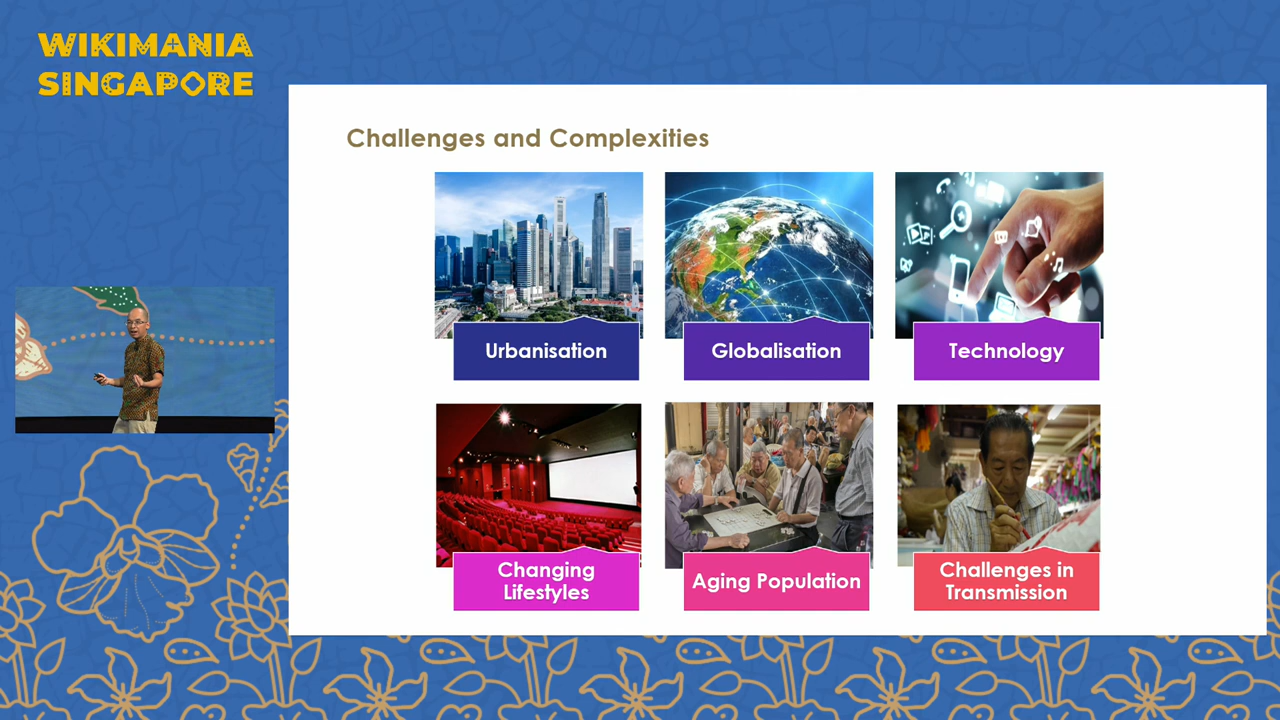 WIKIMANIA
SINGAPORE
Challenges and Complexities
Urbanisation
Globalisation
Technology
Changing
Lifestyles
Aging Population
Challenges in
Transmission